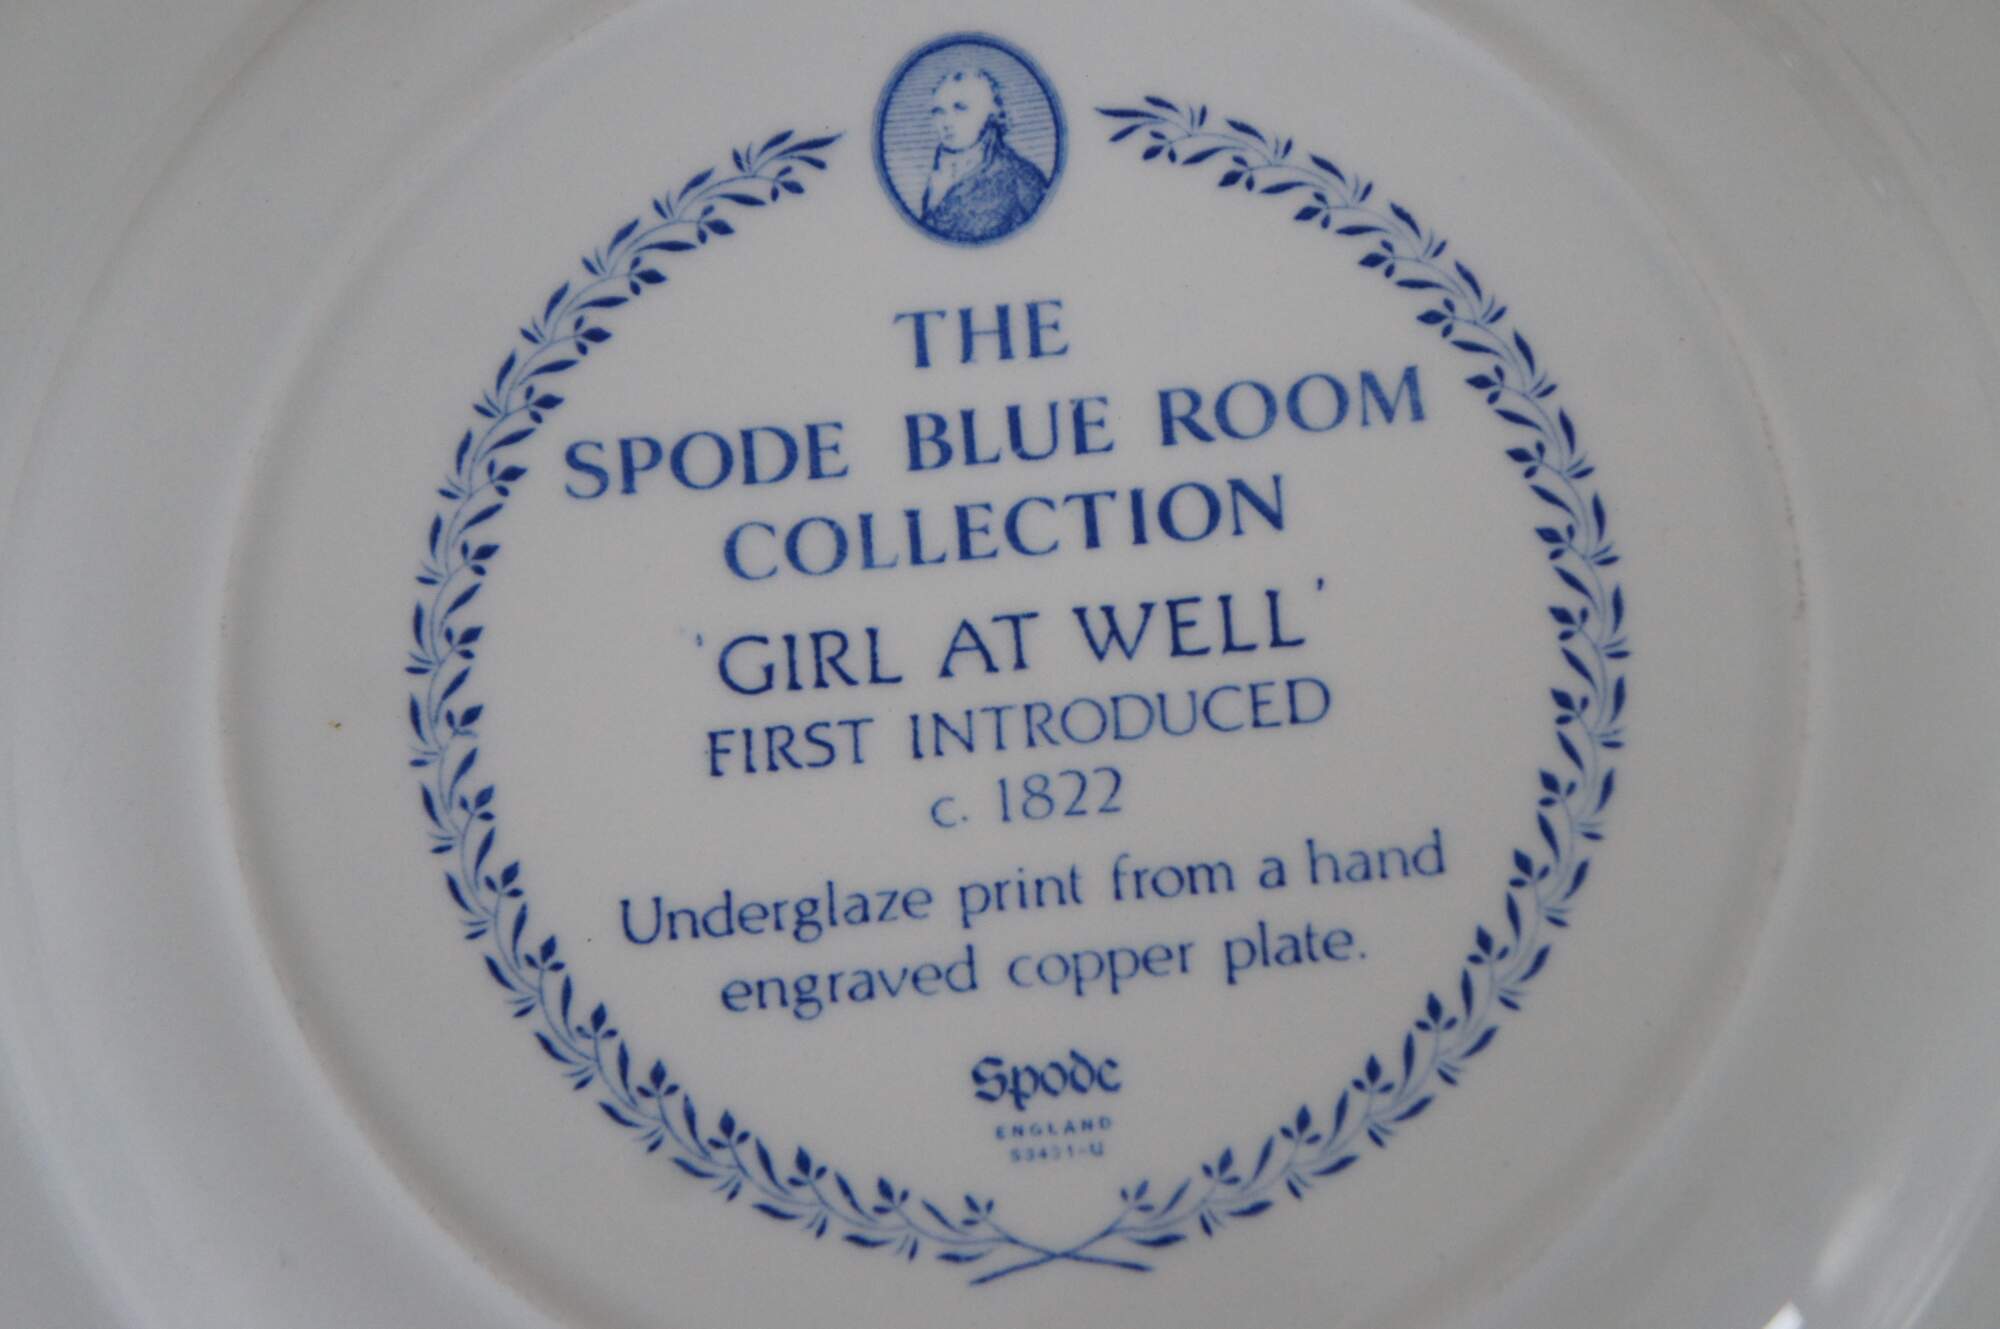 THE
SPODE BLUE ROOM
COLLECTION
'GIRL AT WELL'
FIRST INTRODUCED
c. 1822
Underglaze print from a hand
engraved copper plate.
Spode
ENGLAND
S3431-U